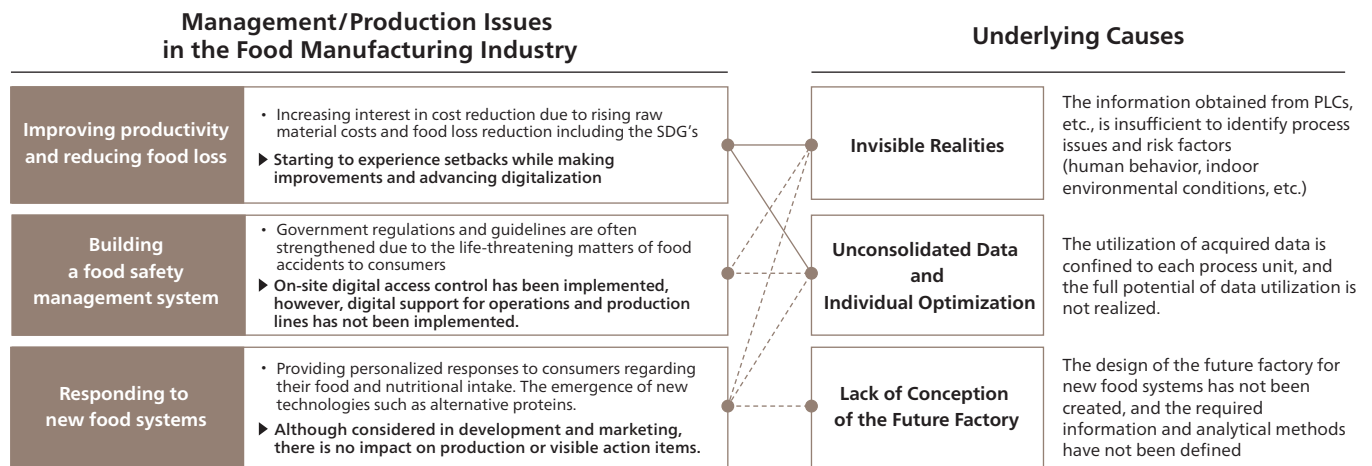 Management/Production Issues
in the Food Manufacturing Industry
Underlying Causes
Improving productivity
and reducing food loss
• Increasing interest in cost reduction due to rising raw
material costs and food loss reduction including the SDG's
▶ Starting to experience setbacks while making
improvements and advancing digitalization
Invisible Realities
The information obtained from PLCs,
etc., is insufficient to identify process
issues and risk factors
(human behavior, indoor
environmental conditions, etc.)
Building
a food safety
management system
• Government regulations and guidelines are often
strengthened due to the life-threatening matters of food
accidents to consumers
▶ On-site digital access control has been implemented,
however, digital support for operations and production
lines has not been implemented.
Unconsolidated Data
and
Individual Optimization
The utilization of acquired data is
confined to each process unit, and
the full potential of data utilization is
not realized.
Responding to
new food systems
• Providing personalized responses to consumers regarding
their food and nutritional intake. The emergence of new
technologies such as alternative proteins.
▶ Although considered in development and marketing,
there is no impact on production or visible action items.
Lack of Conception
of the Future Factory
The design of the future factory for
new food systems has not been
created, and the required
information and analytical methods
have not been defined